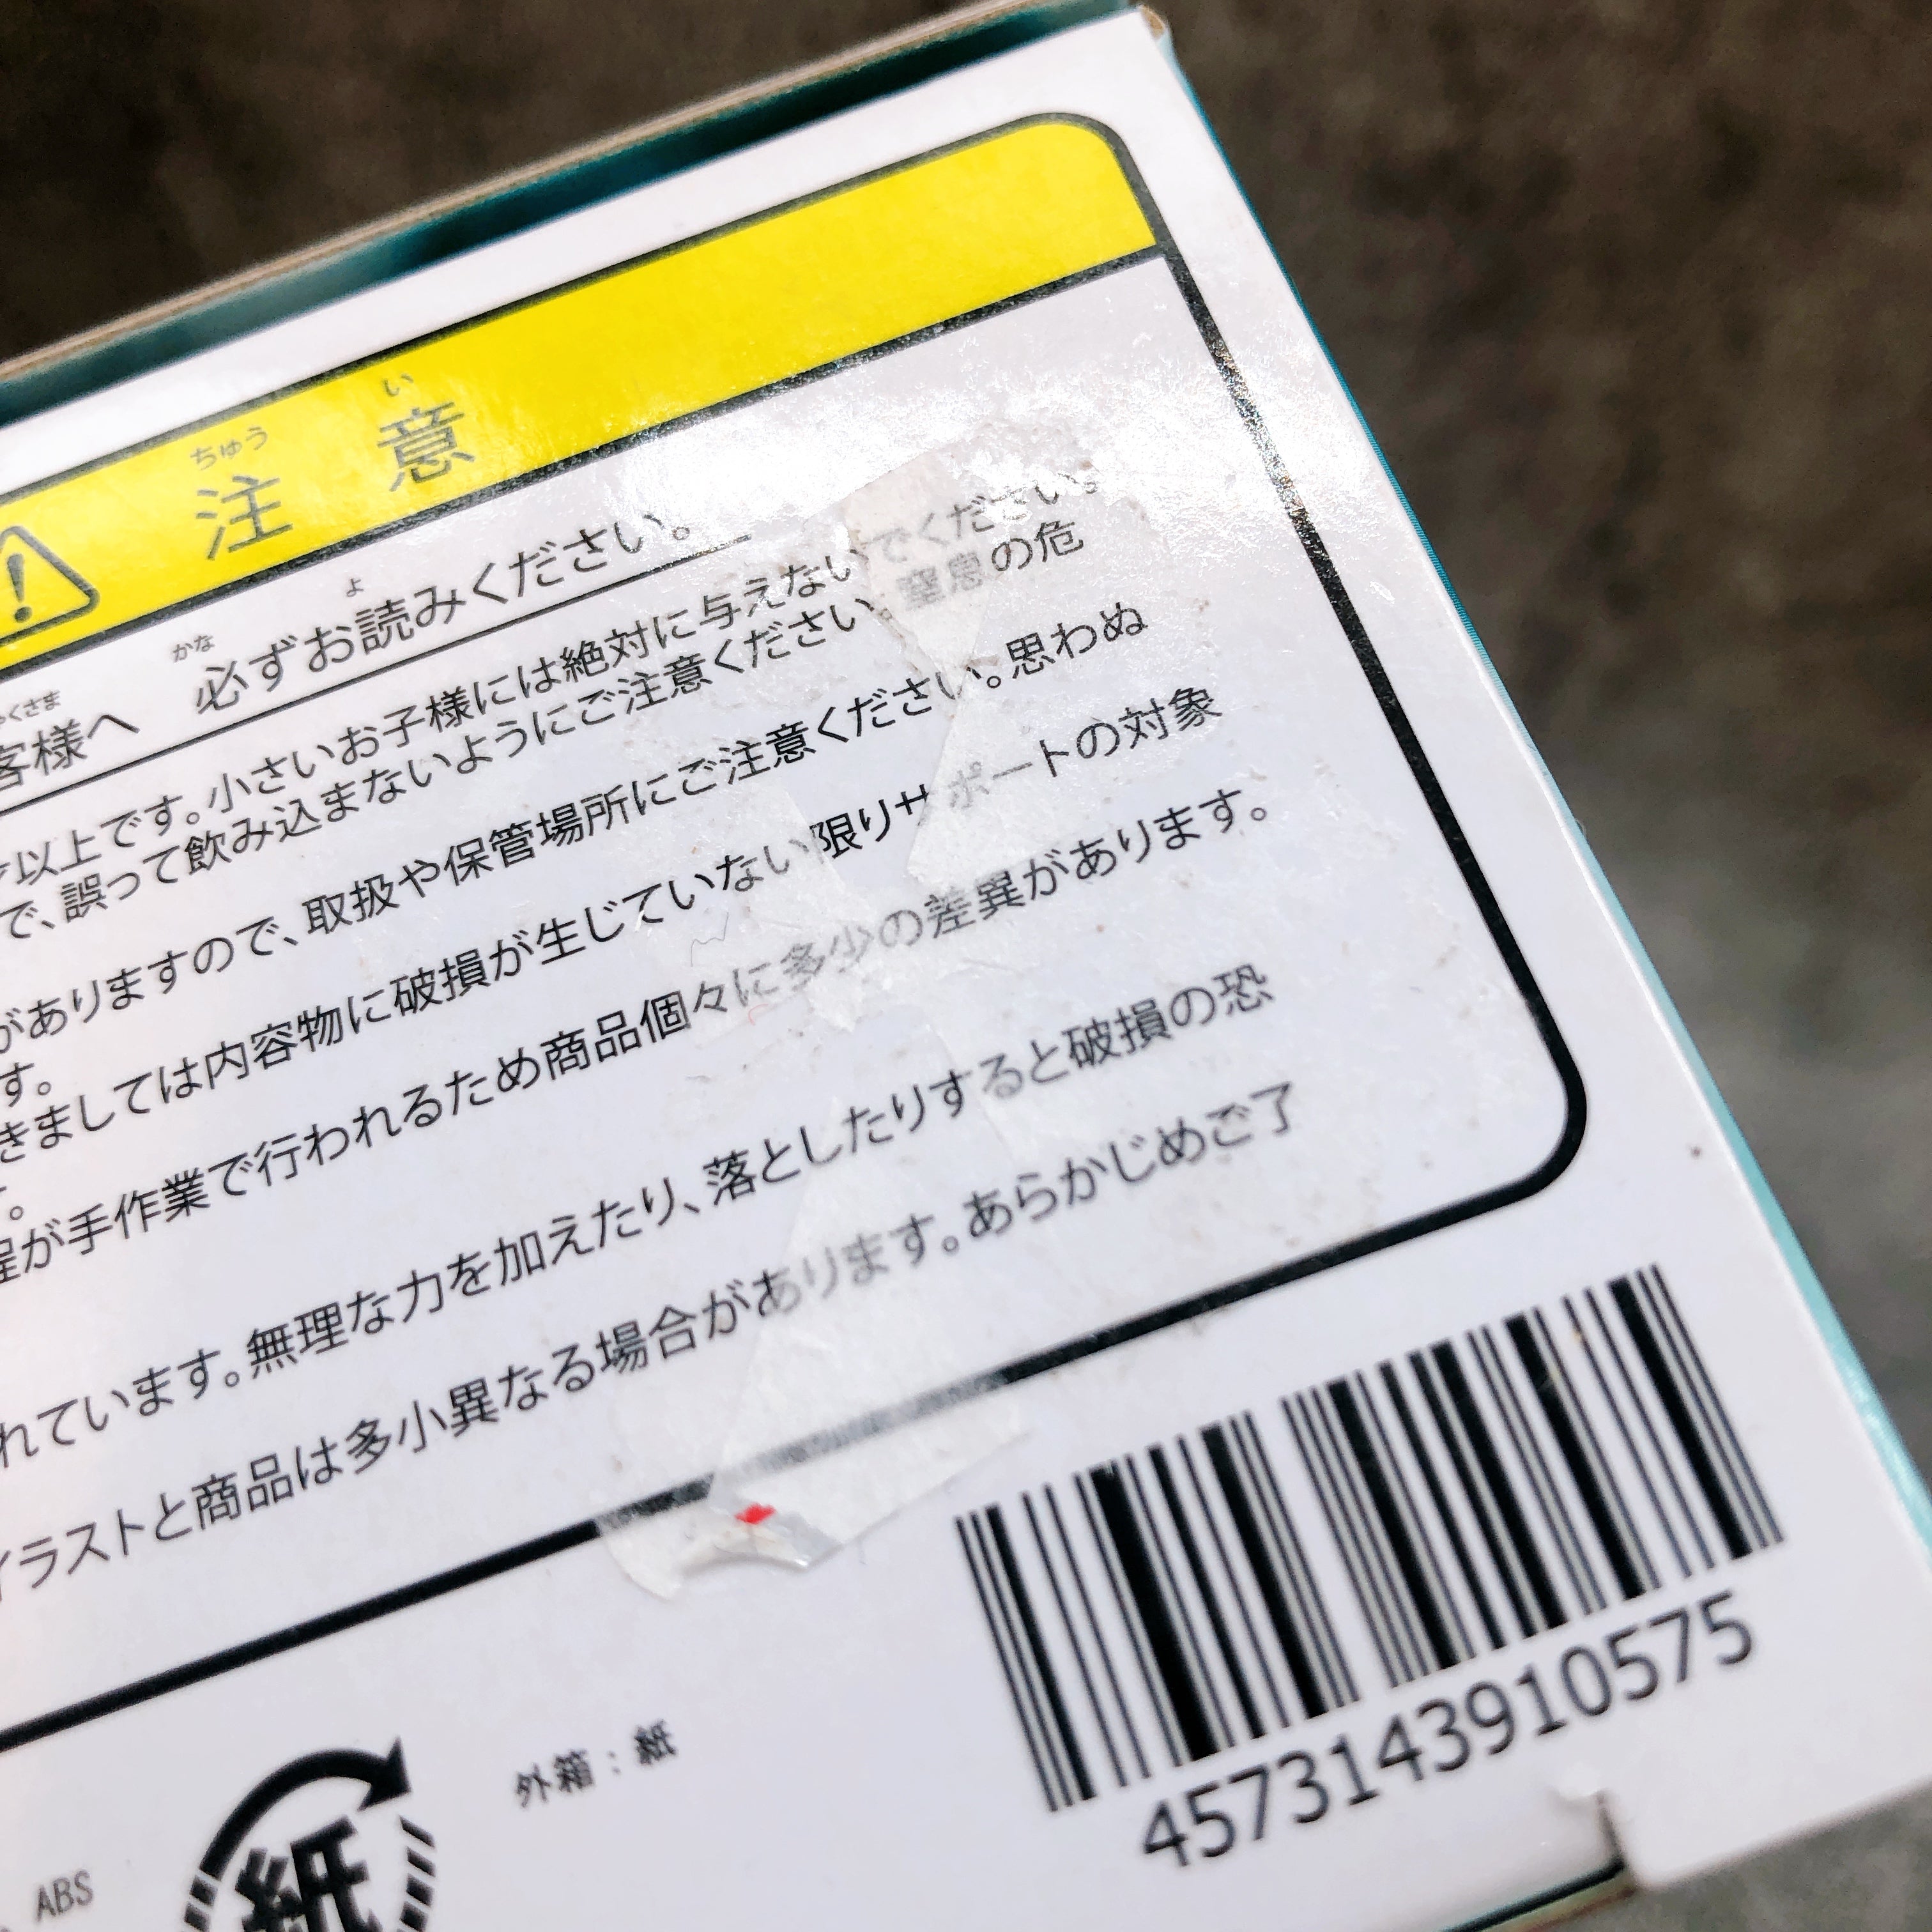 注意
ちゅう い
客様へ 必ずお読みください。
くさま かな よ
以上です。小さいお子様には絶対に与えないでください。
で、誤って飲み込まないようにご注意ください。窒息の危
がありますので、取扱や保管場所にご注意ください。思わぬ
す。
きましては内容物に破損が生じていない限りサポートの対象
。
程が手作業で行われるため商品個々に多少の差異があります。
れています。無理な力を加えたり、落としたりすると破損の恐
イラストと商品は多小異なる場合があります。あらかじめご了
外箱：紙
紙
ABS
4573143910575